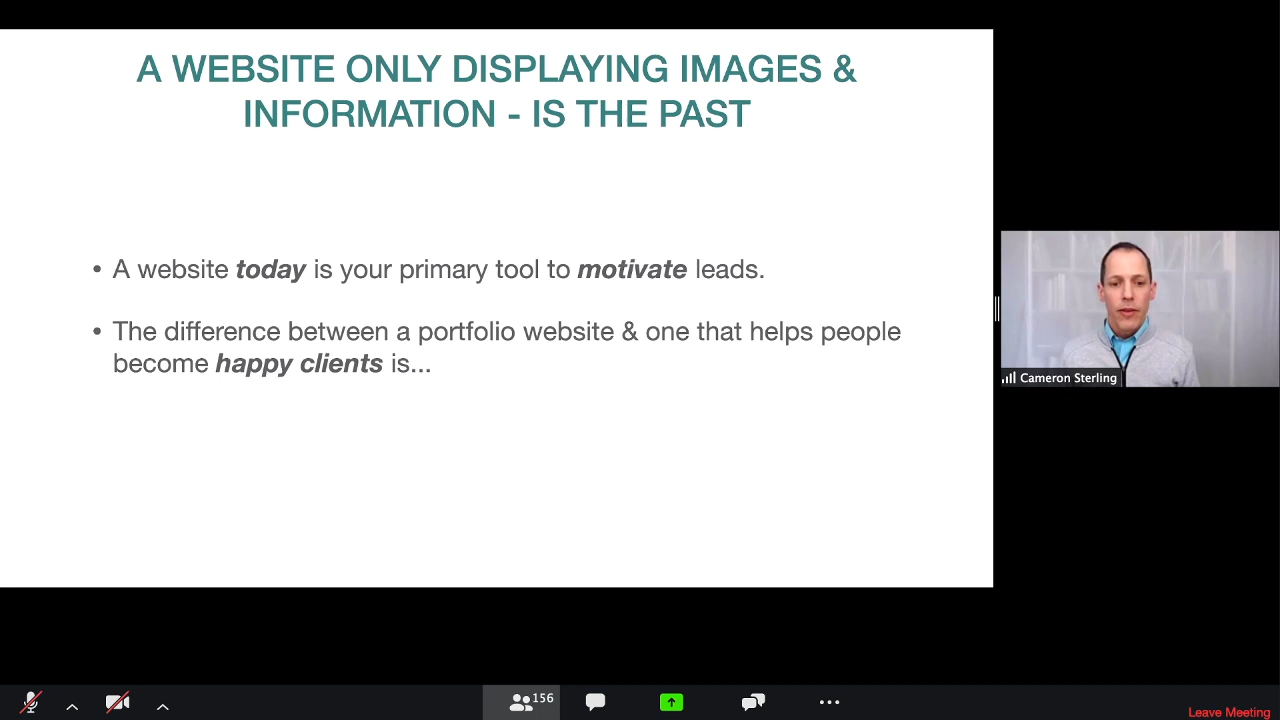 A WEBSITE ONLY DISPLAYING IMAGES &
INFORMATION - IS THE PAST
• A website today is your primary tool to motivate leads.
• The difference between a portfolio website & one that helps people
become happy clients is...
Cameron Sterling
156
Leave Meeting